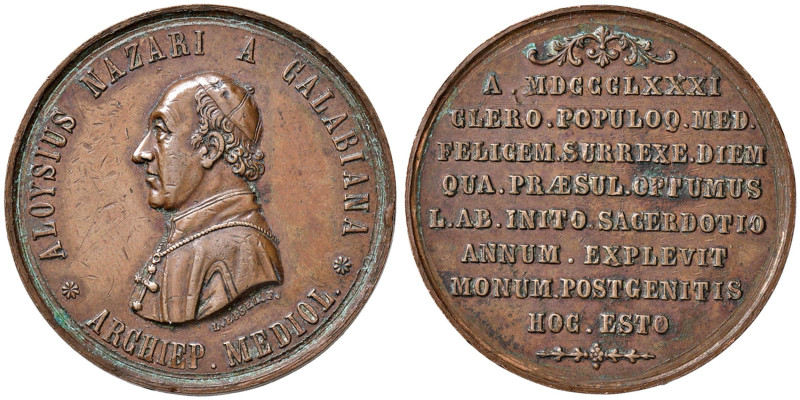 ALOYSIUS NAZARI A CALABIANA
* ARCHIEP. MEDIOL. *
A. MDCCCLXXXI
CLERO. POPULOQ. MED.
FELICEM. SURREXE. DIEM
QUA. PRÆSUL. OPTUMUS
L. AB. INITO. SACERDOTIO
ANNUM. EXPLEVIT
MONUM. POSTGENITIS
HOC. ESTO